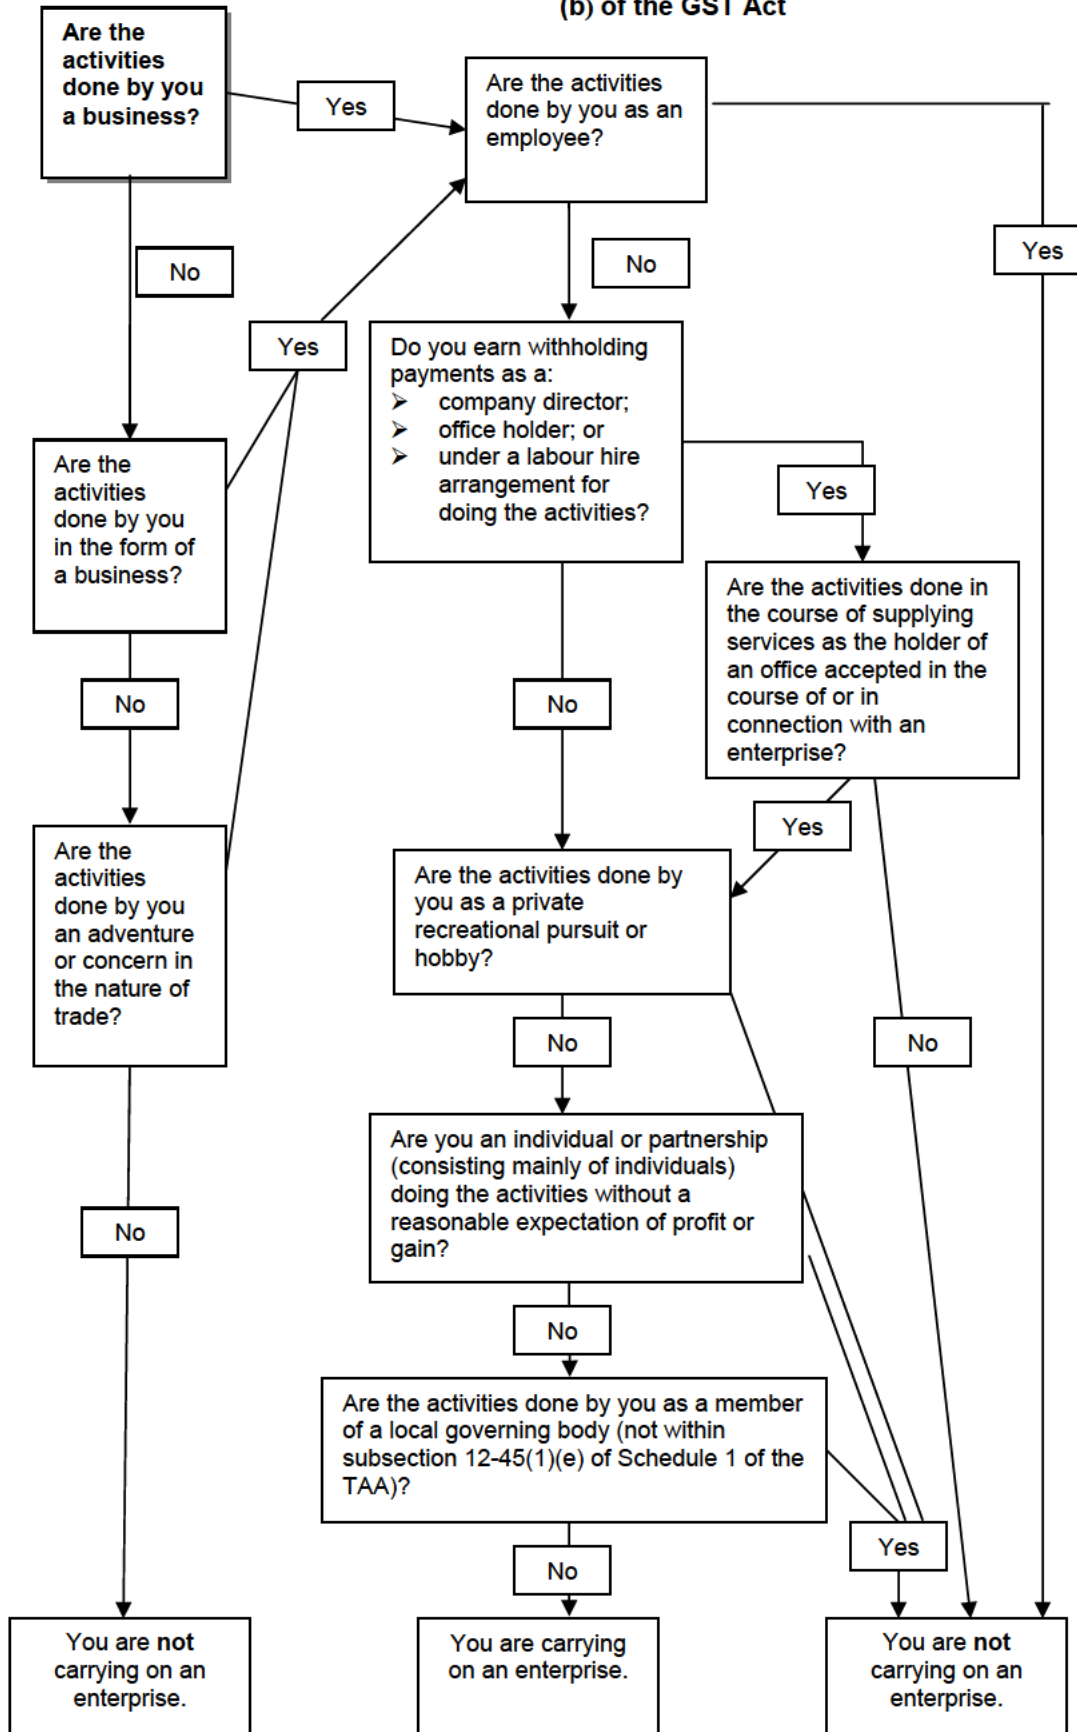 (b) of the GST Act
Are the
activities
done by you
a business?
Yes
Are the activities
done by you as an
employee?
Yes
No
No
Yes
Do you earn withholding
payments as a:
➢ company director;
➢ office holder; or
➢ under a labour hire
arrangement for
doing the activities?
Yes
Are the
activities
done by you
in the form of
a business?
Are the activities done in
the course of supplying
services as the holder of
an office accepted in the
course of or in
connection with an
enterprise?
No
No
Yes
Are the
activities
done by you
an adventure
or concern in
the nature of
trade?
Are the activities done by
you as a private
recreational pursuit or
hobby?
No
No
Are you an individual or partnership
(consisting mainly of individuals)
doing the activities without a
reasonable expectation of profit or
gain?
No
No
Are the activities done by you as a member
of a local governing body (not within
subsection 12-45(1)(e) of Schedule 1 of the
TAA)?
Yes
No
You are not
carrying on an
enterprise.
You are carrying
on an enterprise.
You are not
carrying on an
enterprise.